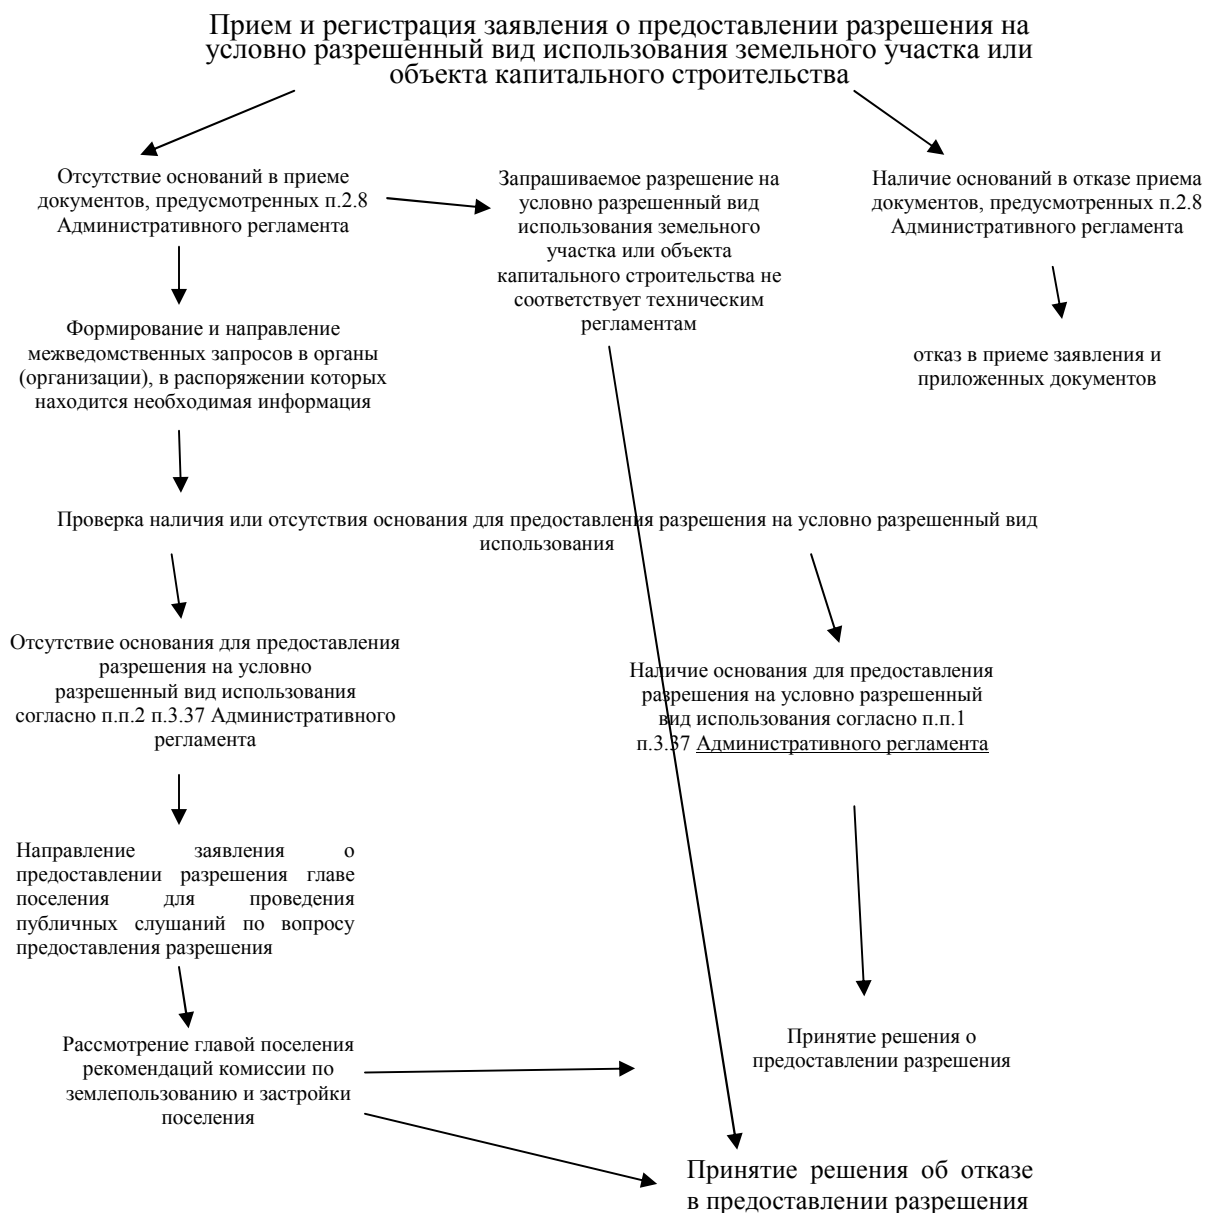 Прием и регистрация заявления о предоставлении разрешения на
условно разрешенный вид использования земельного участка или
объекта капитального строительства
Отсутствие оснований в приеме
документов, предусмотренных п.2.8
Административного регламента
Запрашиваемое разрешение на
условно разрешенный вид
использования земельного
участка или объекта
капитального строительства не
соответствует техническим
регламентам
Наличие оснований в отказе приема
документов, предусмотренных п.2.8
Административного регламента
Формирование и направление
межведомственных запросов в органы
(организации), в распоряжении которых
находится необходимая информация
отказ в приеме заявления и
приложенных документов
Проверка наличия или отсутствия основания для предоставления разрешения на условно разрешенный вид
использования
Отсутствие основания для предоставления
разрешения на условно
разрешенный вид использования
согласно п.п.2 п.3.37 Административного
регламента
Наличие основания для предоставления
разрешения на условно разрешенный
вид использования согласно п.п.1
п.3.37 Административного регламента
Направление заявления о
предоставлении разрешения главе
поселения для проведения
публичных слушаний по вопросу
предоставления разрешения
Рассмотрение главой поселения
рекомендаций комиссии по
землепользованию и застройки
поселения
Принятие решения о
предоставлении разрешения
Принятие решения об отказе
в предоставлении разрешения